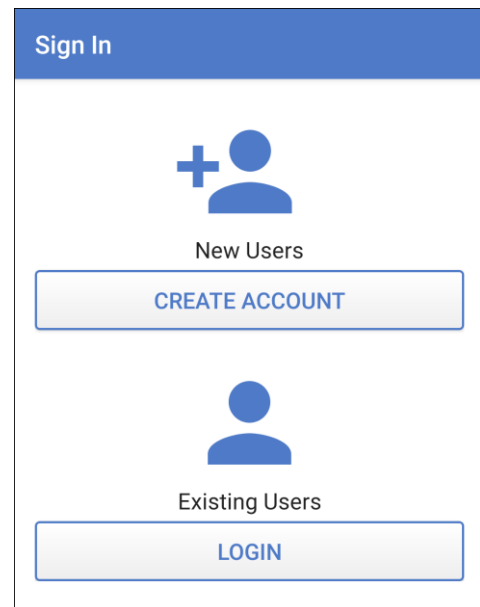 Sign In
New Users
CREATE ACCOUNT
Existing Users
LOGIN